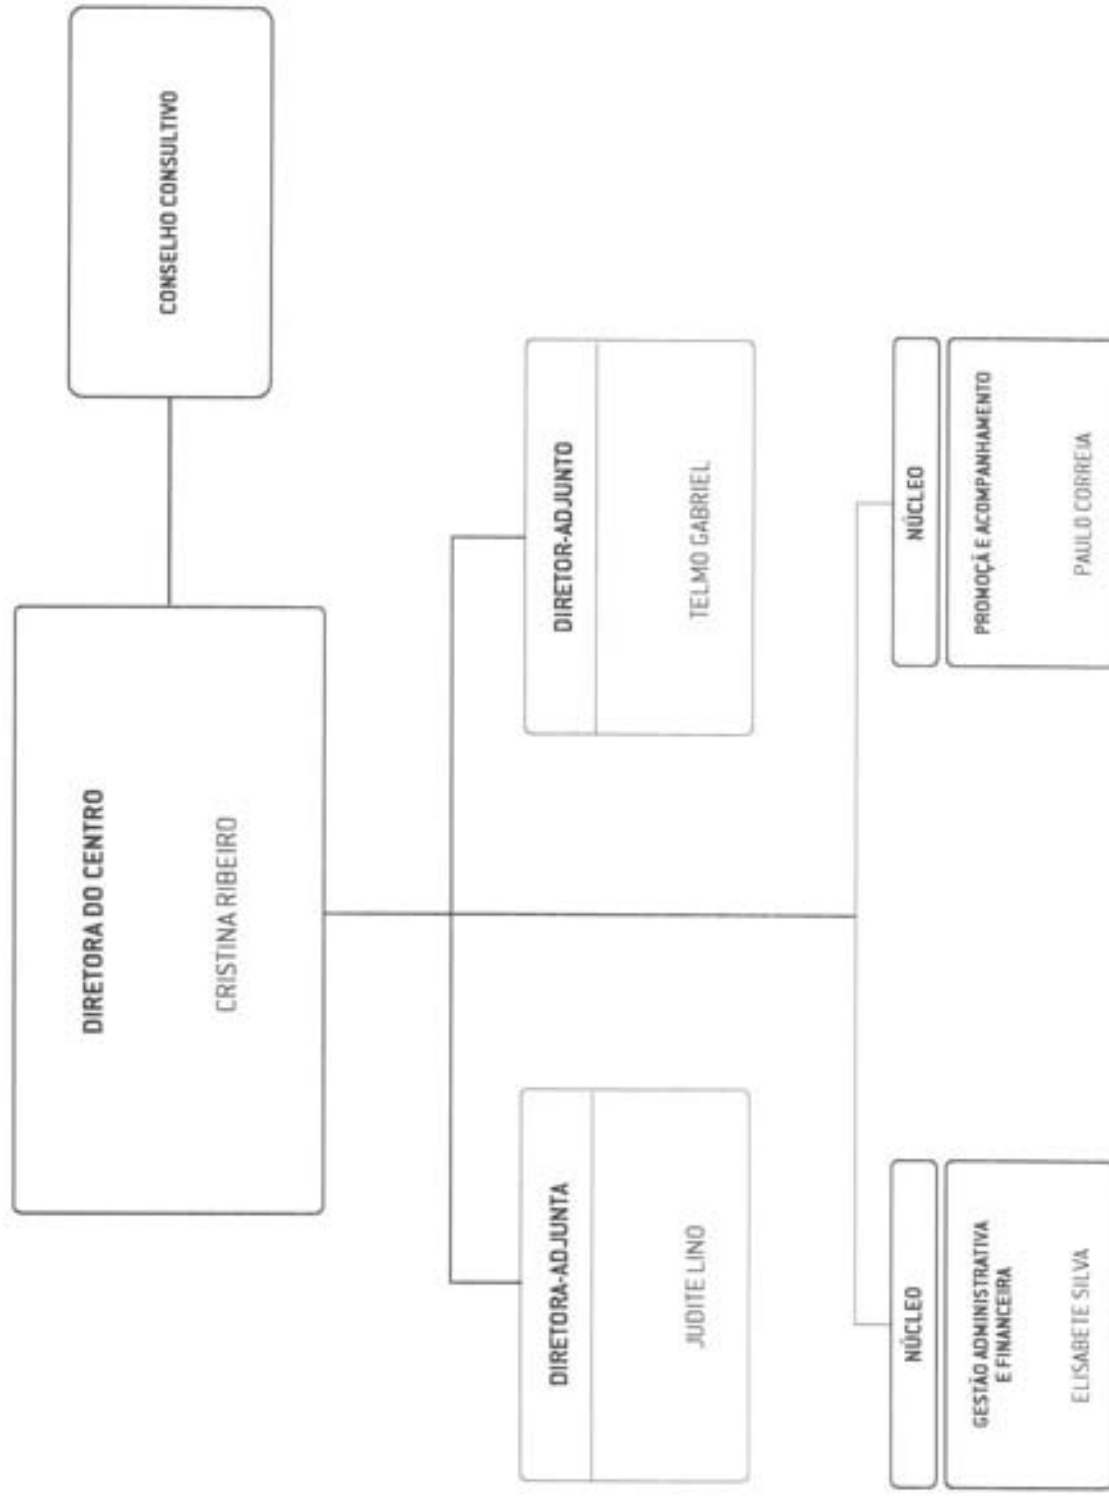 DIRETORA DO CENTRO
CRISTINA RIBEIRO
CONSELHO CONSULTIVO
DIRETORA-ADJUNTA
JUDITE LINO
DIRETOR-ADJUNTO
TELMO GABRIEL
NÚCLEO
GESTÃO ADMINISTRATIVA
E FINANCEIRA
ELISABETE SILVA
NÚCLEO
PROMOÇÃ E ACOMPANHAMENTO
PAULO CORREIA